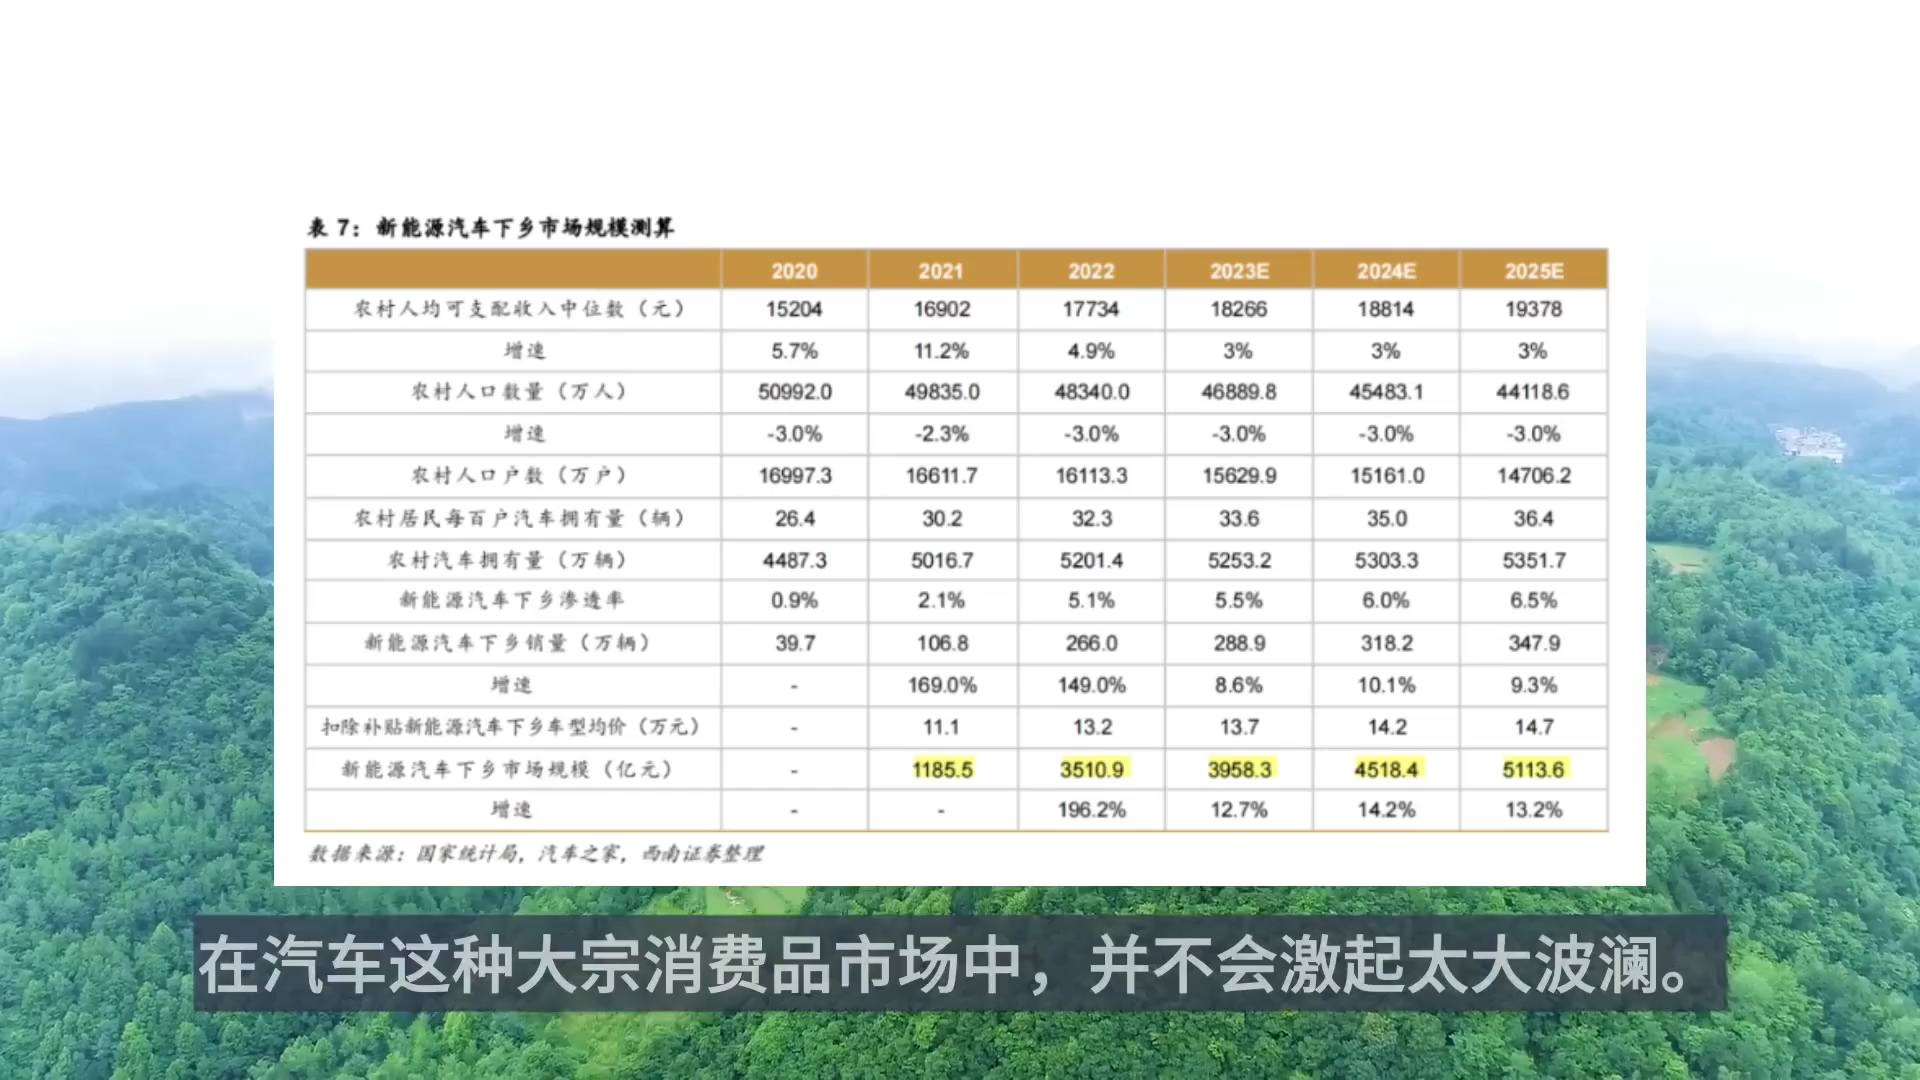 表 7：新能源汽车下乡市场规模测算
2020 2021 2022 2023E 2024E 2025E
农村人均可支配收入中位数（元） 15204 16902 17734 18266 18814 19378
增速 5.7% 11.2% 4.9% 3% 3% 3%
农村人口数量（万人） 50992.0 49835.0 48340.0 46889.8 45483.1 44118.6
增速 -3.0% -2.3% -3.0% -3.0% -3.0% -3.0%
农村人口户数（万户） 16997.3 16611.7 16113.3 15629.9 15161.0 14706.2
农村居民每百户汽车拥有量（辆） 26.4 30.2 32.3 33.6 35.0 36.4
农村汽车拥有量（万辆） 4487.3 5016.7 5201.4 5253.2 5303.3 5351.7
新能源汽车下乡渗透率 0.9% 2.1% 5.1% 5.5% 6.0% 6.5%
新能源汽车下乡销量（万辆） 39.7 106.8 266.0 288.9 318.2 347.9
增速 - 169.0% 149.0% 8.6% 10.1% 9.3%
扣除补贴新能源汽车下乡车型均价（万元） - 11.1 13.2 13.7 14.2 14.7
新能源汽车下乡市场规模（亿元） - 1185.5 3510.9 3958.3 4518.4 5113.6
增速 - - 196.2% 12.7% 14.2% 13.2%
数据来源：国家统计局，汽车之家，西南证券整理
在汽车这种大宗消费品市场中，并不会激起太大波澜。